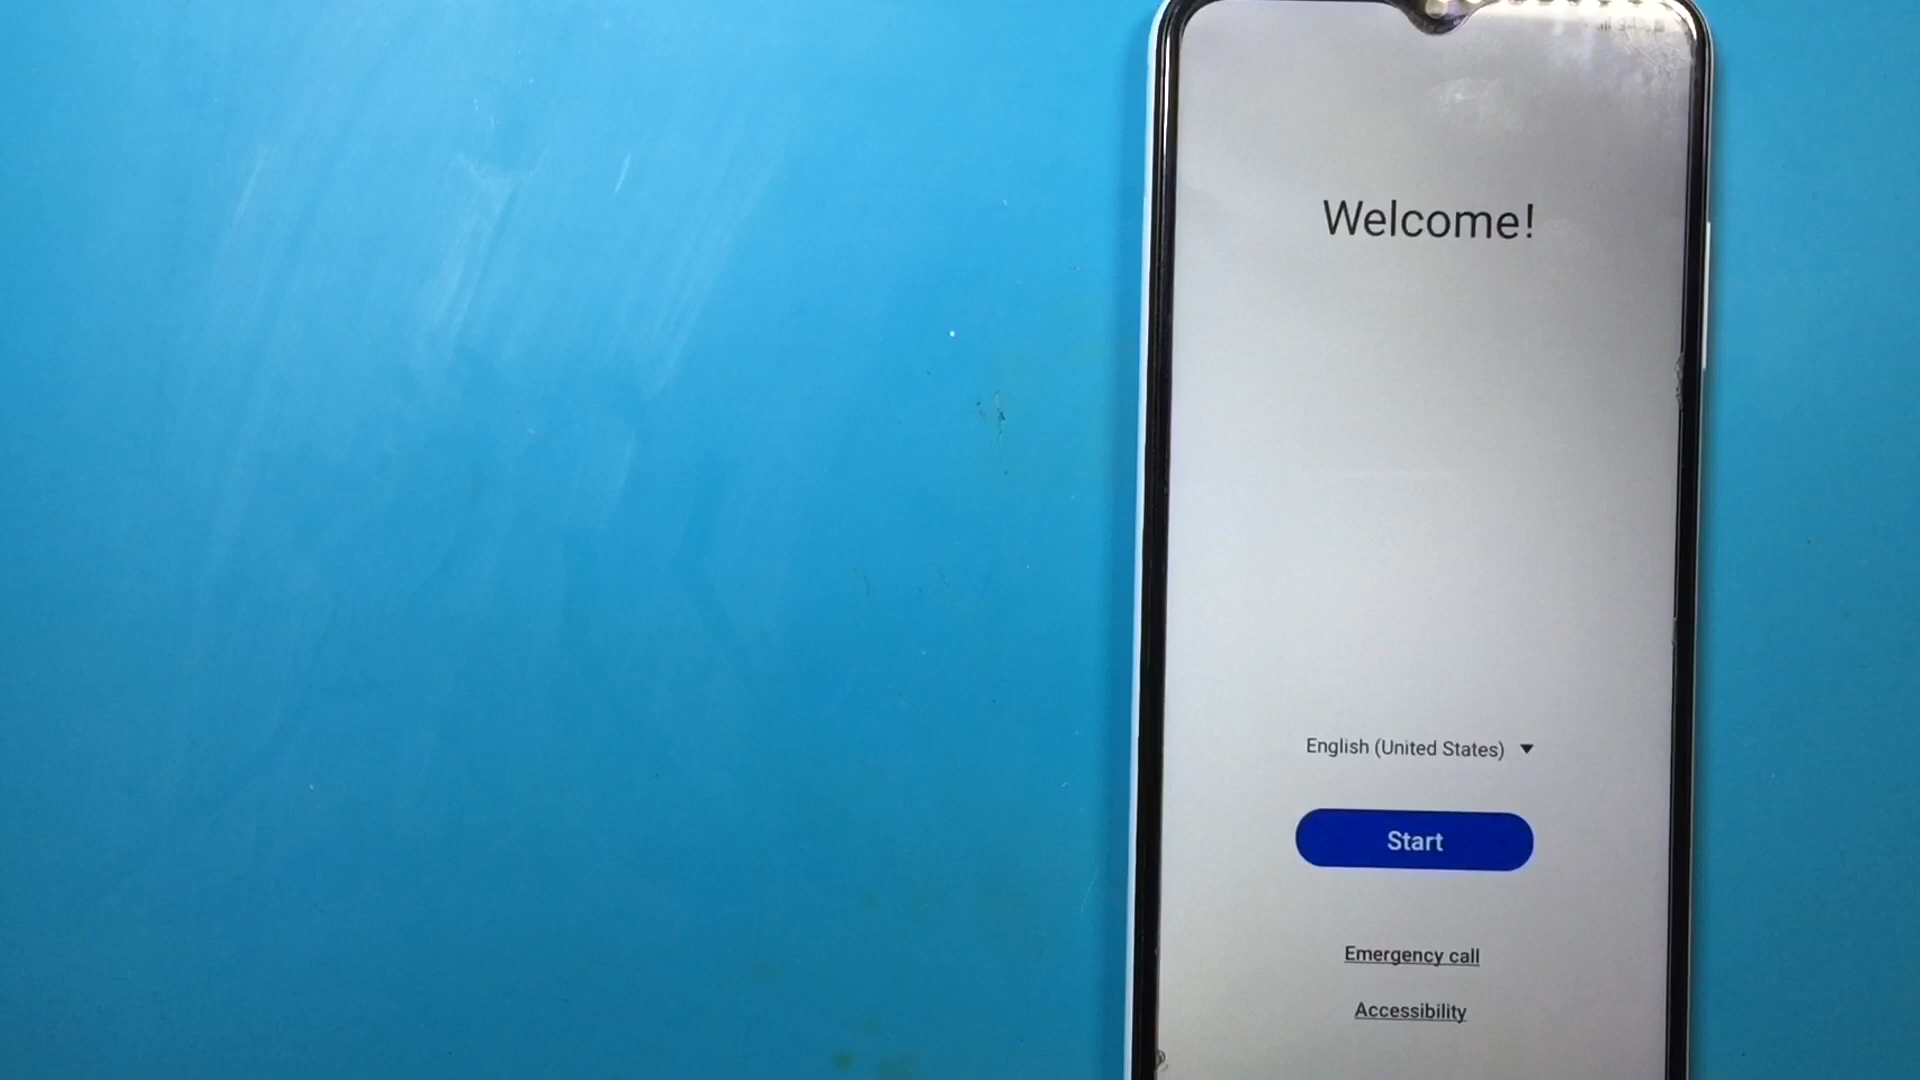 Welcome!
English (United States)
Start
Emergency call
Accessibility